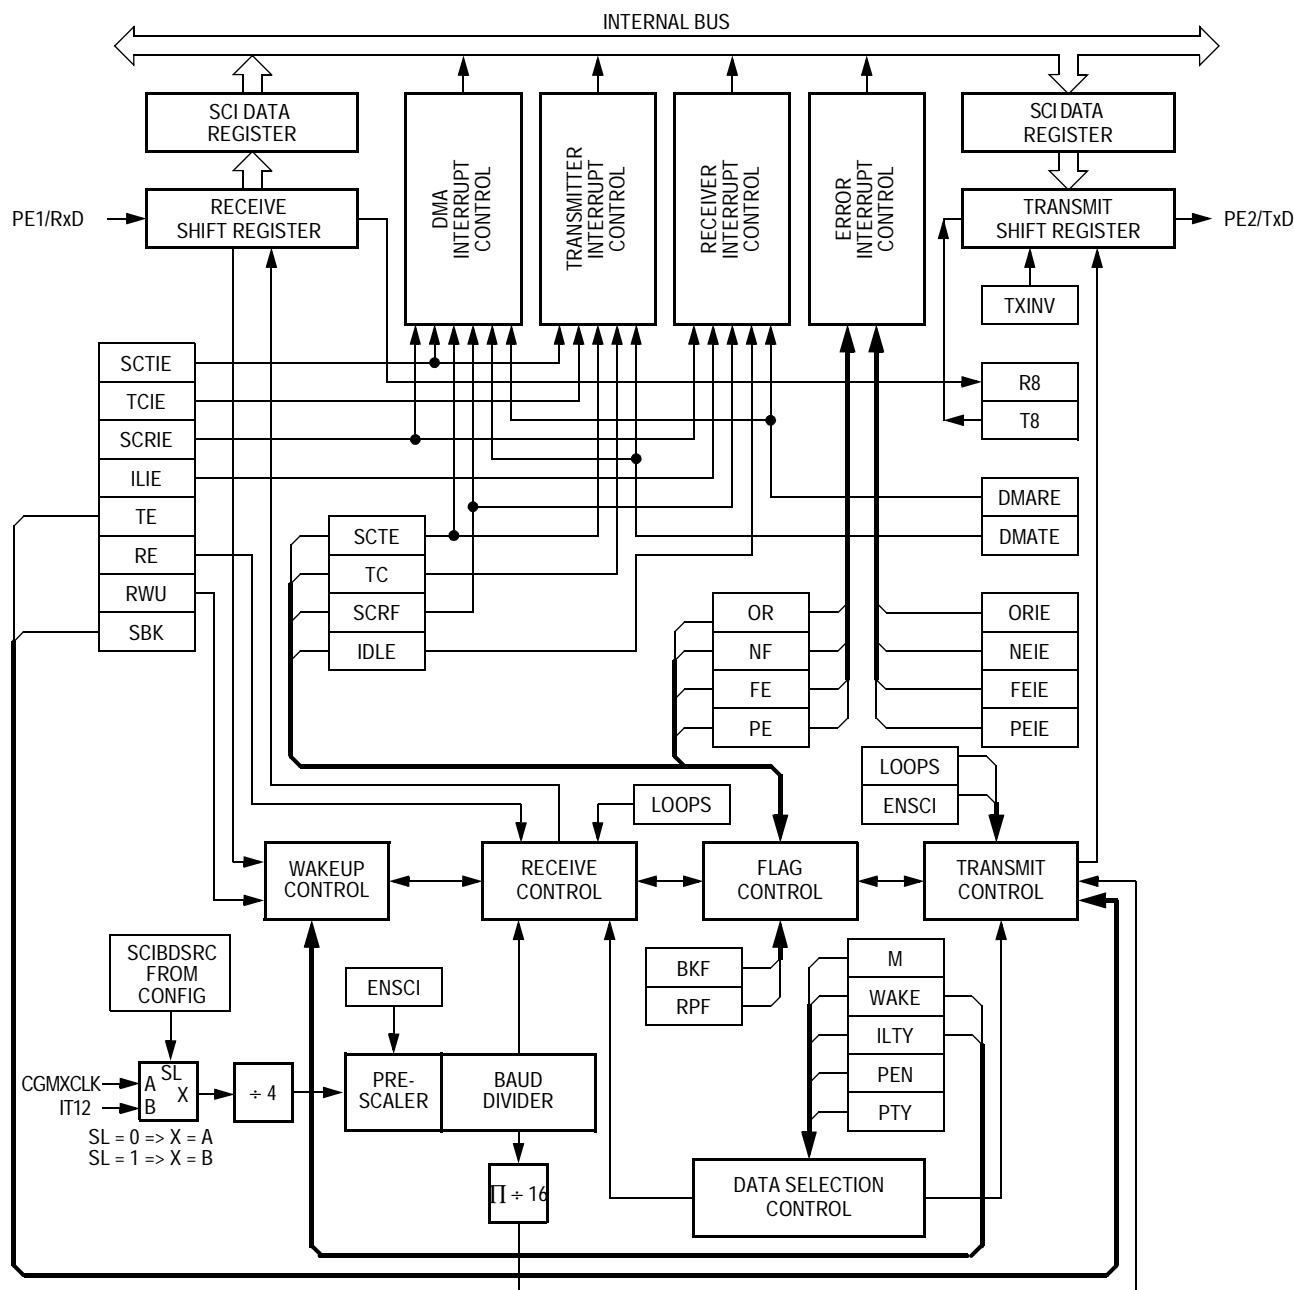 INTERNAL BUS
SCI DATA
REGISTER
DMA
INTERRUPT
CONTROL
TRANSMITTER
INTERRUPT
CONTROL
RECEIVER
INTERRUPT
CONTROL
ERROR
INTERRUPT
CONTROL
SCI DATA
REGISTER
PE1/RxD
RECEIVE
SHIFT REGISTER
TRANSMIT
SHIFT REGISTER
PE2/TxD
TXINV
SCTIE
TCIE
SCRIE
ILIE
TE
RE
RWU
SBK
R8
T8
DMARE
DMATE
SCTE
TC
SCRF
IDLE
OR
NF
FE
PE
ORIE
NEIE
FEIE
PEIE
LOOPS
LOOPS
ENSCI
WAKEUP
CONTROL
RECEIVE
CONTROL
FLAG
CONTROL
TRANSMIT
CONTROL
SCIBDSRC
FROM
CONFIG
ENSCI
BKF
RPF
M
WAKE
ILTY
PEN
PTY
CGMXCLK
IT12
SL
A
X
B
÷ 4
PRE-
SCALER
BAUD
DIVIDER
SL = 0 => X = A
SL = 1 => X = B
∏ ÷ 16
DATA SELECTION
CONTROL